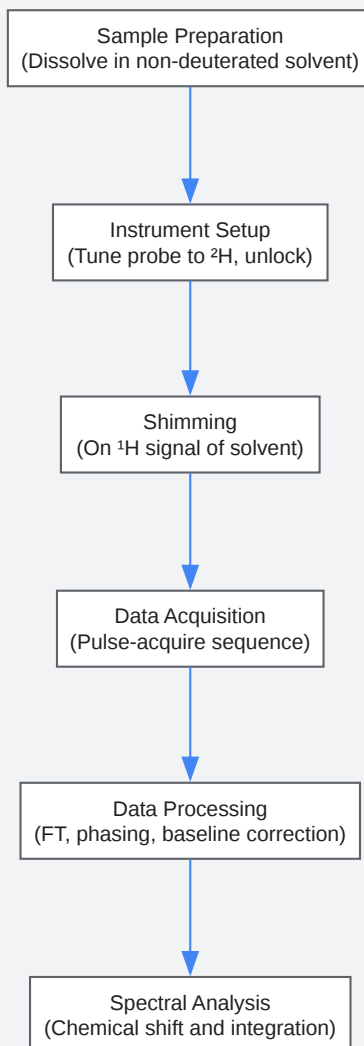 Sample Preparation
(Dissolve in non-deuterated solvent)
Instrument Setup
(Tune probe to ²H, unlock)
Shimming
(On ¹H signal of solvent)
Data Acquisition
(Pulse-acquire sequence)
Data Processing
(FT, phasing, baseline correction)
Spectral Analysis
(Chemical shift and integration)